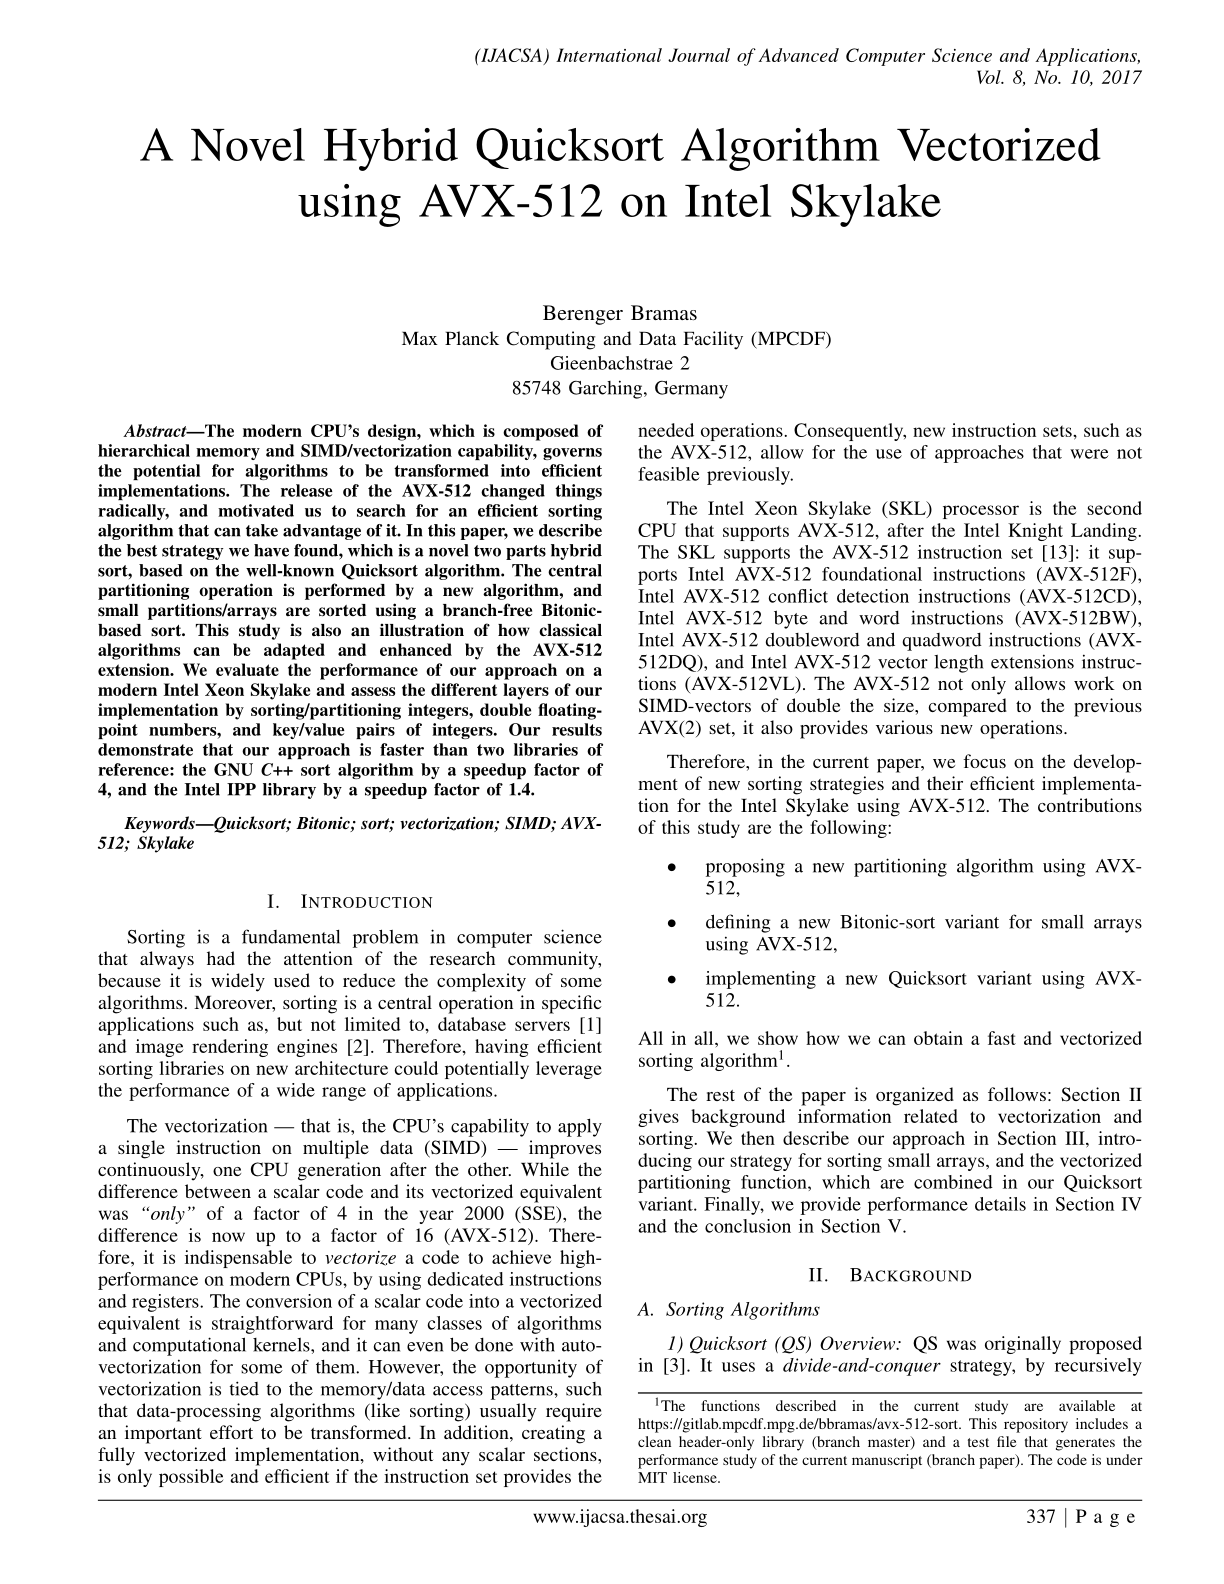 (IJACSA) International Journal of Advanced Computer Science and Applications,
Vol. 8, No. 10, 2017
A Novel Hybrid Quicksort Algorithm Vectorized
using AVX-512 on Intel Skylake
Berenger Bramas
Max Planck Computing and Data Facility (MPCDF)
Gieenbachstrae 2
85748 Garching, Germany
Abstract—The modern CPU's design, which is composed of
hierarchical memory and SIMD/vectorization capability, governs
the potential for algorithms to be transformed into efficient
implementations. The release of the AVX-512 changed things
radically, and motivated us to search for an efficient sorting
algorithm that can take advantage of it. In this paper, we describe
the best strategy we have found, which is a novel two parts hybrid
sort, based on the well-known Quicksort algorithm. The central
partitioning operation is performed by a new algorithm, and
small partitions/arrays are sorted using a branch-free Bitonic-
based sort. This study is also an illustration of how classical
algorithms can be adapted and enhanced by the AVX-512
extension. We evaluate the performance of our approach on a
modern Intel Xeon Skylake and assess the different layers of our
implementation by sorting/partitioning integers, double floating-
point numbers, and key/value pairs of integers. Our results
demonstrate that our approach is faster than two libraries of
reference: the GNU C++ sort algorithm by a speedup factor of
4, and the Intel IPP library by a speedup factor of 1.4.
Keywords—Quicksort; Bitonic; sort; vectorization; SIMD; AVX-
512; Skylake
I. INTRODUCTION
Sorting is a fundamental problem in computer science
that always had the attention of the research community,
because it is widely used to reduce the complexity of some
algorithms. Moreover, sorting is a central operation in specific
applications such as, but not limited to, database servers [1]
and image rendering engines [2]. Therefore, having efficient
sorting libraries on new architecture could potentially leverage
the performance of a wide range of applications.
The vectorization — that is, the CPU's capability to apply
a single instruction on multiple data (SIMD) — improves
continuously, one CPU generation after the other. While the
difference between a scalar code and its vectorized equivalent
was "only" of a factor of 4 in the year 2000 (SSE), the
difference is now up to a factor of 16 (AVX-512). There-
fore, it is indispensable to vectorize a code to achieve high-
performance on modern CPUs, by using dedicated instructions
and registers. The conversion of a scalar code into a vectorized
equivalent is straightforward for many classes of algorithms
and computational kernels, and it can even be done with auto-
vectorization for some of them. However, the opportunity of
vectorization is tied to the memory/data access patterns, such
that data-processing algorithms (like sorting) usually require
an important effort to be transformed. In addition, creating a
fully vectorized implementation, without any scalar sections,
is only possible and efficient if the instruction set provides the
needed operations. Consequently, new instruction sets, such as
the AVX-512, allow for the use of approaches that were not
feasible previously.
The Intel Xeon Skylake (SKL) processor is the second
CPU that supports AVX-512, after the Intel Knight Landing.
The SKL supports the AVX-512 instruction set [13]: it sup-
ports Intel AVX-512 foundational instructions (AVX-512F),
Intel AVX-512 conflict detection instructions (AVX-512CD),
Intel AVX-512 byte and word instructions (AVX-512BW),
Intel AVX-512 doubleword and quadword instructions (AVX-
512DQ), and Intel AVX-512 vector length extensions instruc-
tions (AVX-512VL). The AVX-512 not only allows work on
SIMD-vectors of double the size, compared to the previous
AVX(2) set, it also provides various new operations.
Therefore, in the current paper, we focus on the develop-
ment of new sorting strategies and their efficient implementa-
tion for the Intel Skylake using AVX-512. The contributions
of this study are the following:
• proposing a new partitioning algorithm using AVX-
512,
• defining a new Bitonic-sort variant for small arrays
using AVX-512,
• implementing a new Quicksort variant using AVX-
512.
All in all, we show how we can obtain a fast and vectorized
sorting algorithm1.
The rest of the paper is organized as follows: Section II
gives background information related to vectorization and
sorting. We then describe our approach in Section III, intro-
ducing our strategy for sorting small arrays, and the vectorized
partitioning function, which are combined in our Quicksort
variant. Finally, we provide performance details in Section IV
and the conclusion in Section V.
II. BACKGROUND
A. Sorting Algorithms
1) Quicksort (QS) Overview: QS was originally proposed
in [3]. It uses a divide-and-conquer strategy, by recursively
1The functions described in the current study are available at
https://gitlab.mpcdf.mpg.de/bbramas/avx-512-sort. This repository includes a
clean header-only library (branch master) and a test file that generates the
performance study of the current manuscript (branch paper). The code is under
MIT license.
www.ijacsa.thesai.org
337 | P a g e